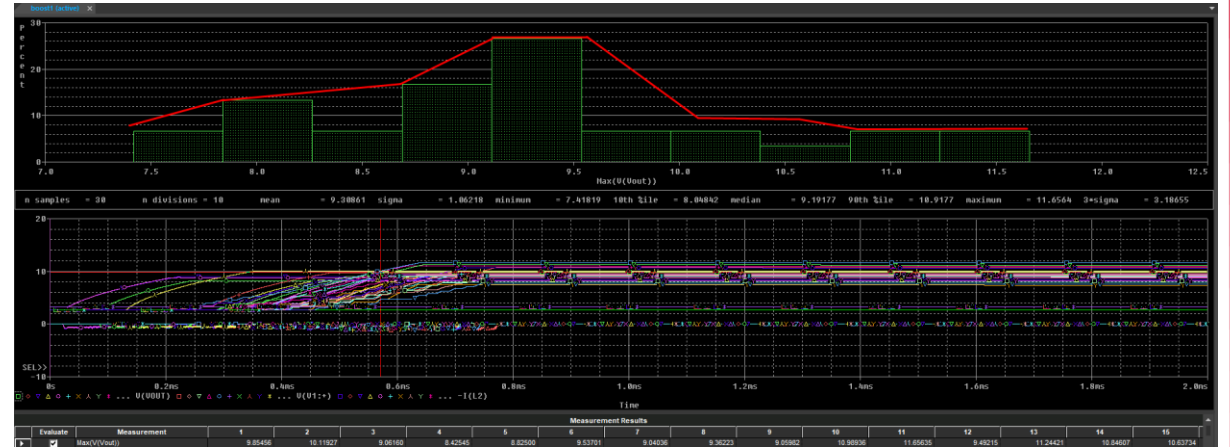 boost1 (active) ×
Percent
30
20
10
0
7.0 7.5 8.0 8.5 9.0 9.5 10.0 10.5 11.0 11.5 12.0 12.5
Max(V(Vout))
n samples = 30 n divisions = 10 mean = 9.30861 sigma = 1.06218 minimum = 7.41819 10th %ile = 8.04842 median = 9.19177 90th %ile = 10.9177 maximum = 11.6564 3*sigma = 3.18655
20
10
0
SEL>>
-10
0s 0.2ms 0.4ms 0.6ms 0.8ms 1.0ms 1.2ms 1.4ms 1.6ms 1.8ms 2.0ms
... V(VOUT) ... V(V1:+) ... -I(L2)
Time
Measurement Results
Evaluate Measurement 1 2 3 4 5 6 7 8 9 10 11 12 13 14 15
Max(V(Vout)) 9.85456 10.11927 9.06160 8.42545 8.82500 9.53701 9.04036 9.36223 9.05982 10.98936 11.65635 9.49215 11.24421 10.84607 10.63734